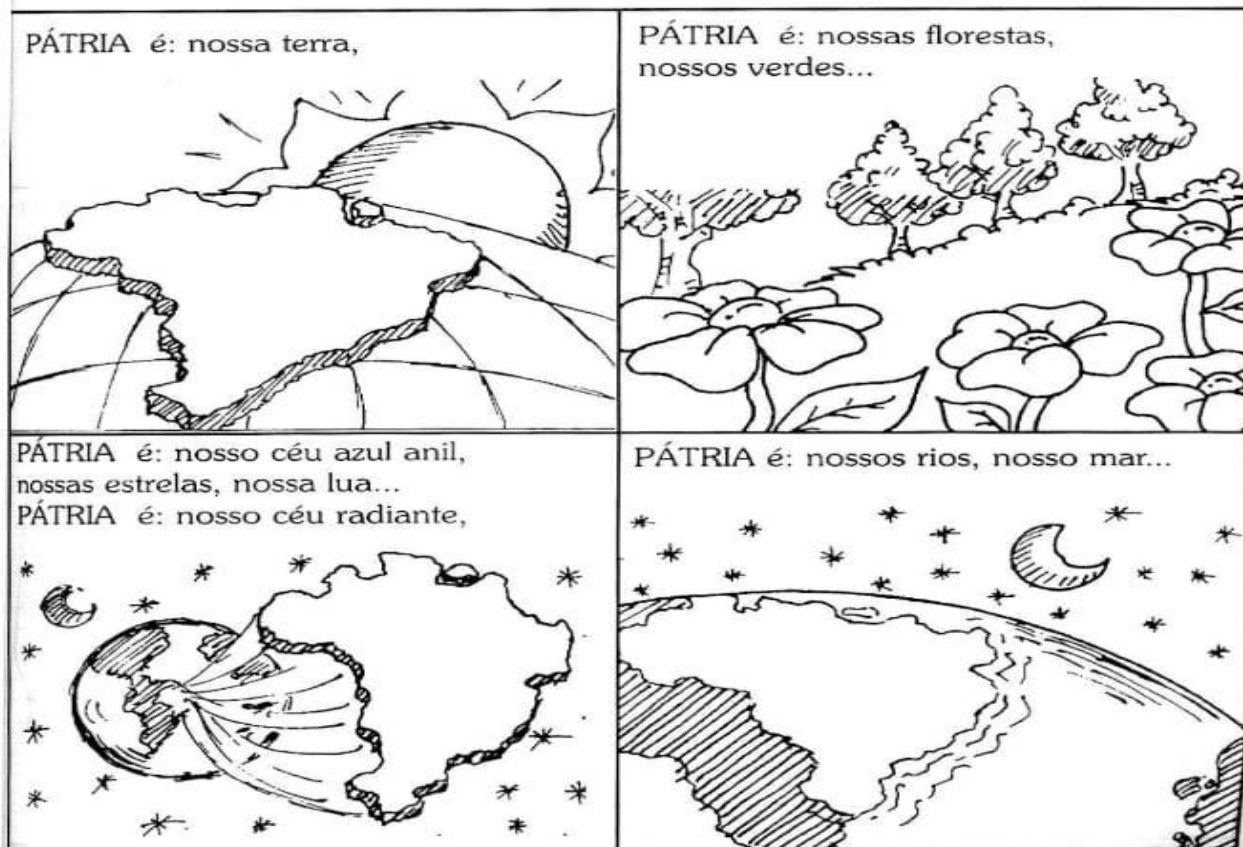 PÁTRIA é: nossa terra,
PÁTRIA é: nossas florestas,
nossos verdes...
PÁTRIA é: nosso céu azul anil,
nossas estrelas, nossa lua...
PÁTRIA é: nosso céu radiante,
PÁTRIA é: nossos rios, nosso mar...